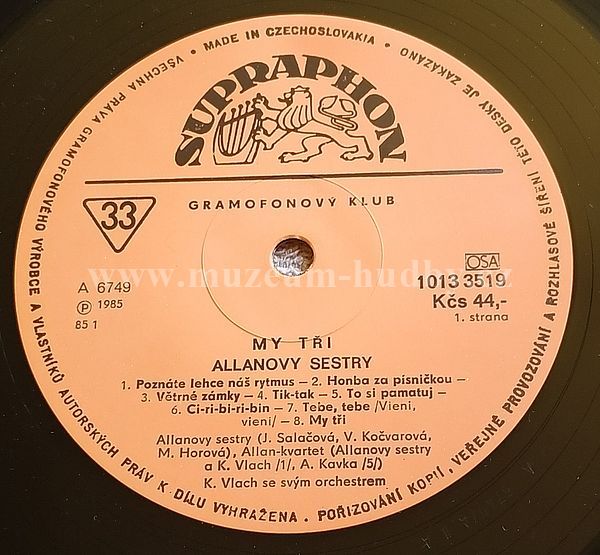 VŠECHNA PRÁVA GRAMOFONOVÉHO VÝROBCE A VLASTNÍKŮ AUTORSKÝCH PRÁV K DÍLU VYHRAŽENA. POŘIZOVÁNÍ KOPIÍ, VEŘEJNÉ PROVOZOVÁNÍ A ROZHLASOVÉ ŠÍŘENÍ TÉTO DESKY JE ZAKÁZÁNO
• MADE IN CZECHOSLOVAKIA •
SUPRAPHON
33
GRAMOFONOVÝ KLUB
www.muzeum-hudby.cz
A 6749
Ⓟ 1985
85 1
OSA
1013 3519
Kčs 44,-
1. strana
MY TŘI
ALLANOVY SESTRY
1. Poznáte lehce náš rytmus – 2. Honba za písničkou –
3. Větrné zámky – 4. Tik-tak – 5. To si pamatuj –
6. Ci-ri-bi-ri-bin – 7. Tebe, tebe /Vieni,
vieni/ – 8. My tři
Allanovy sestry (J. Salačová, V. Kočvarová,
M. Horová), Allan-kvartet (Allanovy sestry
a K. Vlach /1/, A. Kavka /5/)
K. Vlach se svým orchestrem